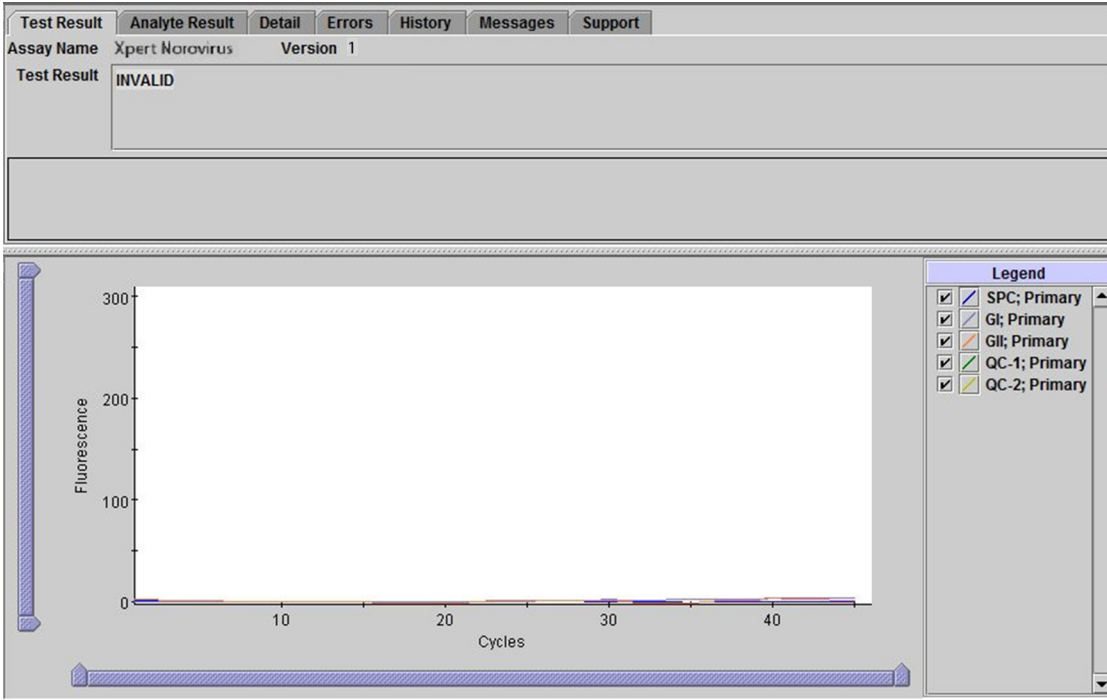 Test Result Analyte Result Detail Errors History Messages Support
Assay Name Xpert Norovirus Version 1
Test Result INVALID
Legend
SPC; Primary
GI; Primary
GII; Primary
QC-1; Primary
QC-2; Primary
300
200
100
0
Fluorescence
10 20 30 40
Cycles